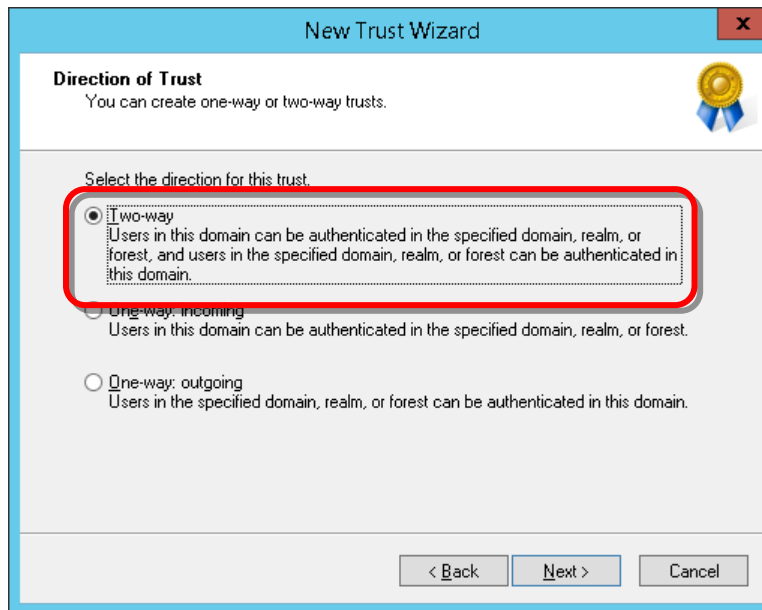 New Trust Wizard
x
Direction of Trust
You can create one-way or two-way trusts.
Select the direction for this trust.
Two-way
Users in this domain can be authenticated in the specified domain, realm, or
forest, and users in the specified domain, realm, or forest can be authenticated in
this domain.
One-way: incoming
Users in this domain can be authenticated in the specified domain, realm, or forest.
One-way: outgoing
Users in the specified domain, realm, or forest can be authenticated in this domain.
< Back Next > Cancel